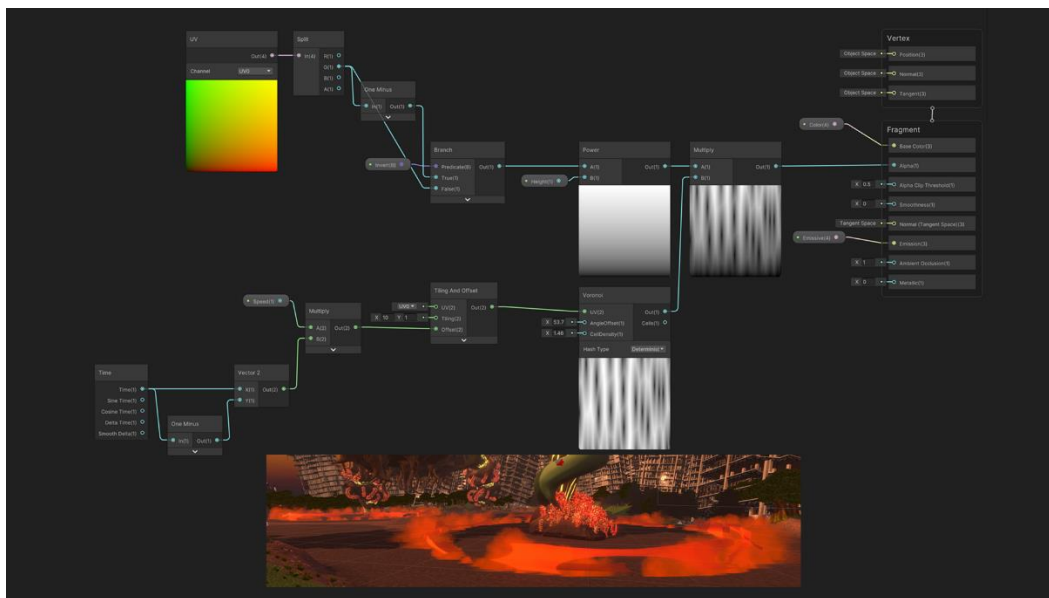 UV
Out(4)
Channel
UV0
Split
In(4)
R(1)
G(1)
B(1)
A(1)
One Minus
In(1)
Out(1)
Invert(B)
Branch
Predicate(B)
Out(1)
True(1)
False(1)
Height(1)
Power
A(1)
Out(1)
B(1)
Multiply
A(1)
Out(1)
B(1)
Vertex
Object Space
Position(3)
Object Space
Normal(3)
Object Space
Tangent(3)
Color(4)
Fragment
Base Color(3)
Alpha(1)
X 0.5
Alpha Clip Threshold(1)
X 0
Smoothness(1)
Tangent Space
Normal (Tangent Space)(3)
Emissive(4)
Emission(3)
X 1
Ambient Occlusion(1)
X 0
Metallic(1)
Speed(1)
Multiply
A(2)
Out(2)
B(2)
Tiling And Offset
UV0
UV(2)
Out(2)
X 10 Y 1
Tiling(2)
Offset(2)
Voronoi
UV(2)
Out(1)
X 53.7
AngleOffset(1)
Cells(1)
X 1.46
CellDensity(1)
Hash Type
Time
Time(1)
Sine Time(1)
Cosine Time(1)
Delta Time(1)
Smooth Delta(1)
One Minus
In(1)
Out(1)
Vector 2
X(1)
Out(2)
Y(1)